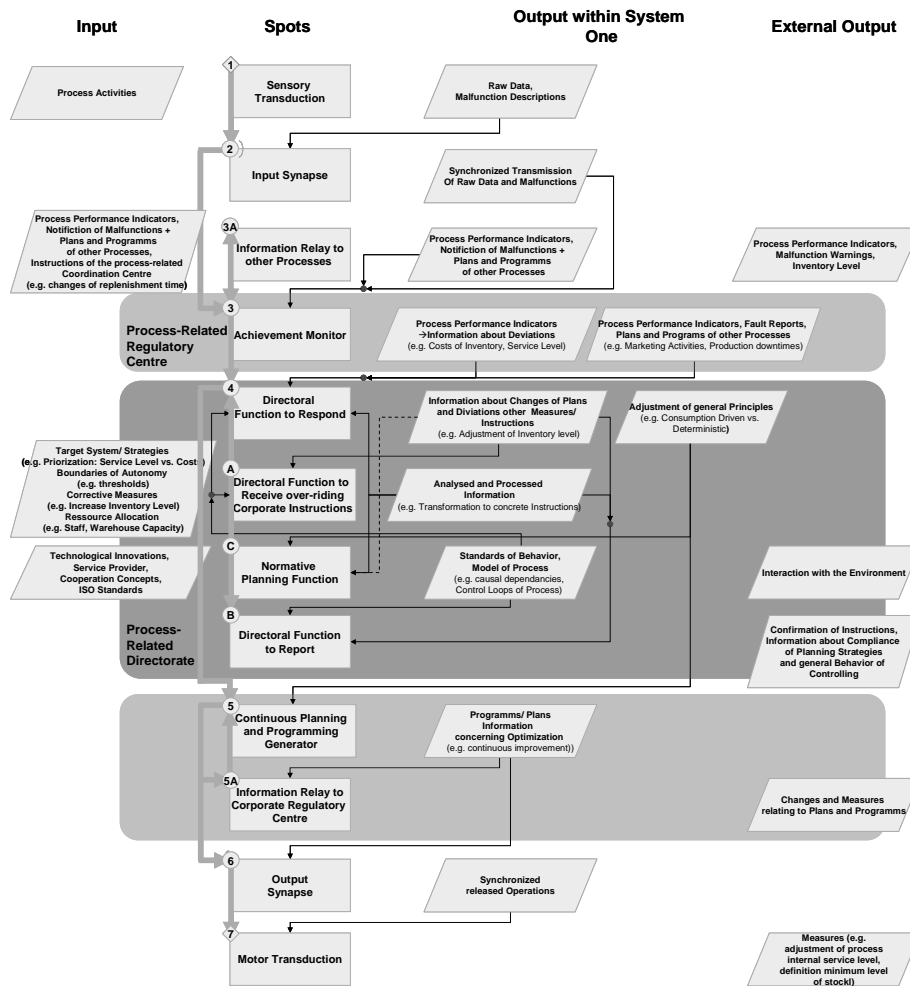 Input
Spots
Output within System
One
External Output
1
Process Activities
Sensory
Transduction
Raw Data,
Malfunction Descriptions
2
Input Synapse
Synchronized Transmission
Of Raw Data and Malfunctions
Process Performance Indicators,
Notifiction of Malfunctions +
Plans and Programms
of other Processes,
Instructions of the process-related
Coordination Centre
(e.g. changes of replenishment time)
3A
Information Relay to
other Processes
Process Performance Indicators,
Notifiction of Malfunctions +
Plans and Programms
of other Processes
Process Performance Indicators,
Malfunction Warnings,
Inventory Level
3
Process-Related
Regulatory
Centre
Achievement Monitor
Process Performance Indicators
→Information about Deviations
(e.g. Costs of Inventory, Service Level)
Process Performance Indicators, Fault Reports,
Plans and Programs of other Processes
(e.g. Marketing Activities, Production downtimes)
4
Directoral
Function to Respond
Information about Changes of Plans
and Diviations other Measures/
Instructions
(e.g. Adjustment of Inventory level)
Adjustment of general Principles
(e.g. Consumption Driven vs.
Deterministic)
Target System/ Strategies
(e.g. Priorization: Service Level vs. Costs)
Boundaries of Autonomy
(e.g. thresholds)
Corrective Measures
(e.g. Increase Inventory Level)
Ressource Allocation
(e.g. Staff, Warehouse Capacity)
A
Directoral Function to
Receive over-riding
Corporate Instructions
Analysed and Processed
Information
(e.g. Transformation to concrete Instructions)
Technological Innovations,
Service Provider,
Cooperation Concepts,
ISO Standards
C
Normative
Planning Function
Standards of Behavior,
Model of Process
(e.g. causal dependancies,
Control Loops of Process)
Interaction with the Environment
B
Process-
Related
Directorate
Directoral Function
to Report
Confirmation of Instructions,
Information about Compliance
of Planning Strategies
and general Behavior of
Controlling
5
Continuous Planning
and Programming
Generator
Programms/ Plans
Information
concerning Optimization
(e.g. continuous improvement))
5A
Information Relay to
Corporate Regulatory
Centre
Changes and Measures
relating to Plans and Programms
6
Output
Synapse
Synchronized
released Operations
7
Motor Transduction
Measures (e.g.
adjustment of process
internal service level,
definition minimum level
of stockl)